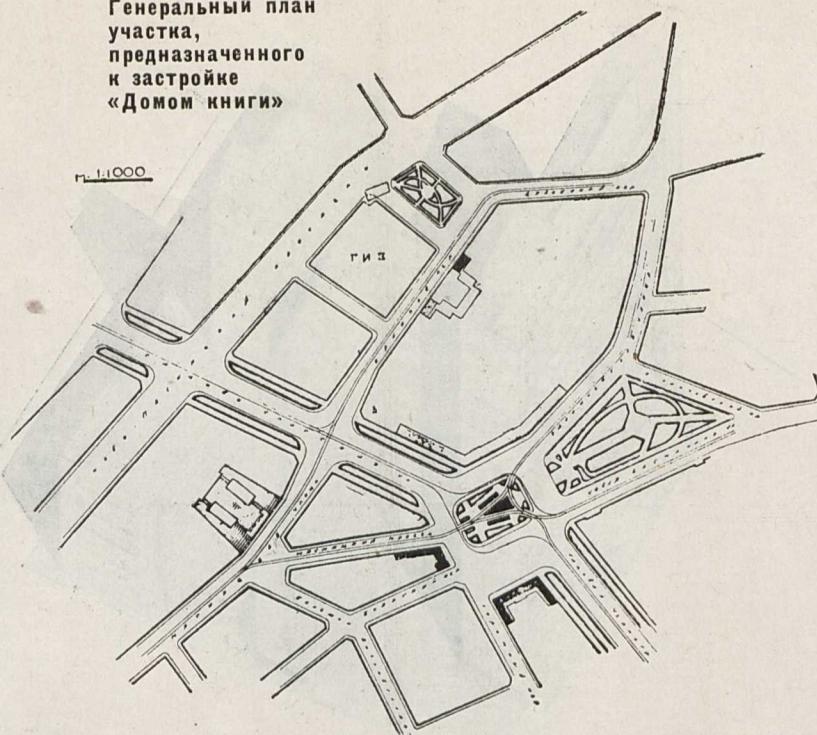 Генеральный план
участка,
предназначенного
к застройке
«Домом книги»
м. 1:1000
ГИЗ